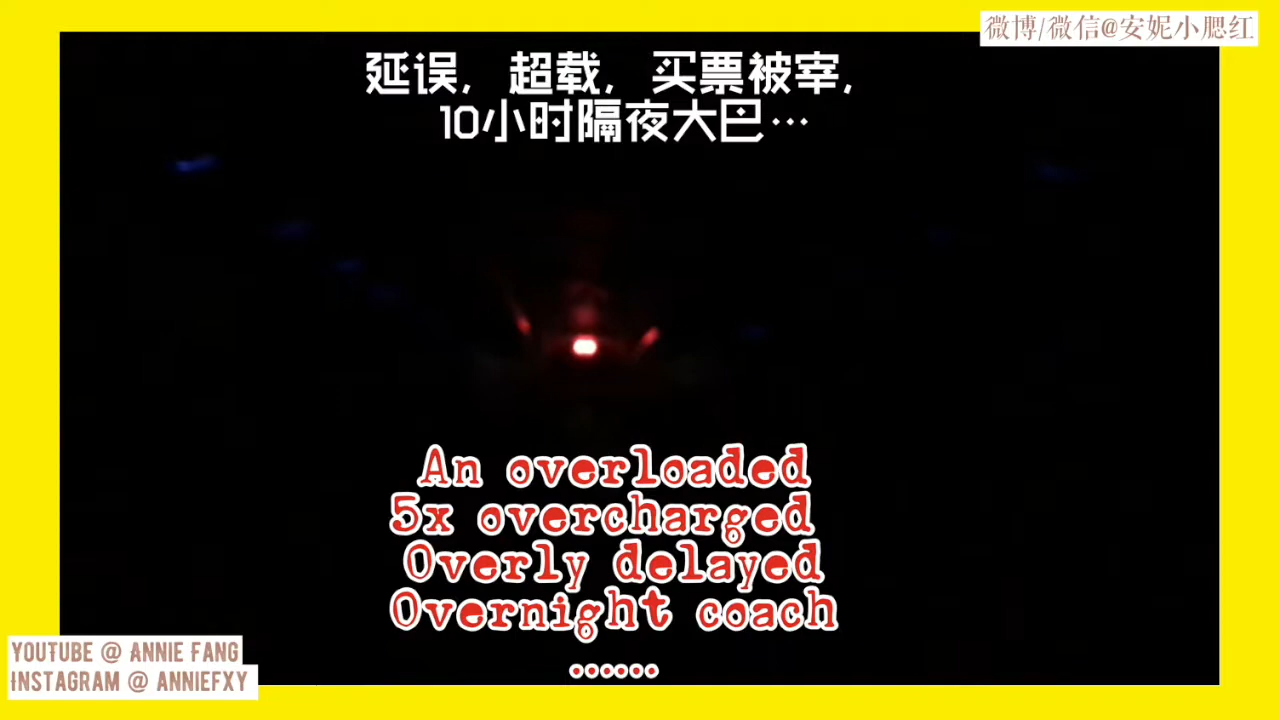 微博/微信@安妮小腮红
延误，超载，买票被宰，
10小时隔夜大巴…
An overloaded
5x overcharged
Overly delayed
Overnight coach
......
YOUTUBE @ ANNIE FANG
INSTAGRAM @ ANNIEFXY